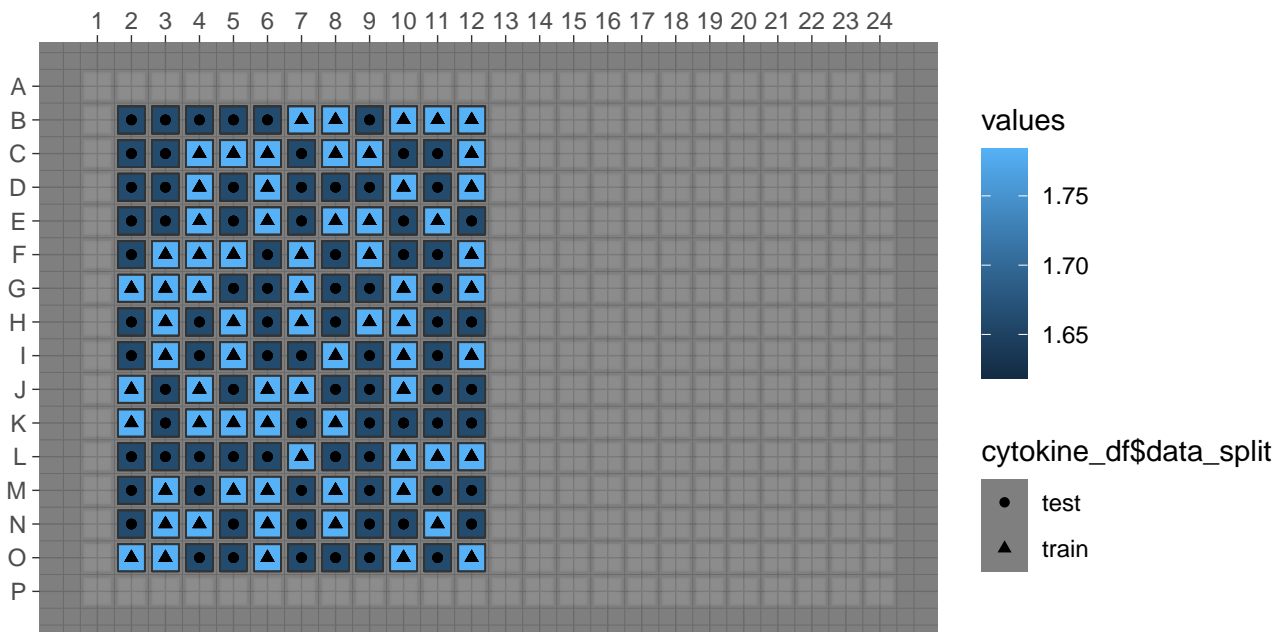 1 2 3 4 5 6 7 8 9 10 11 12 13 14 15 16 17 18 19 20 21 22 23 24
A
B
C
D
E
F
G
H
I
J
K
L
M
N
O
P
values
1.75
1.70
1.65
cytokine_df$data_split
test
train